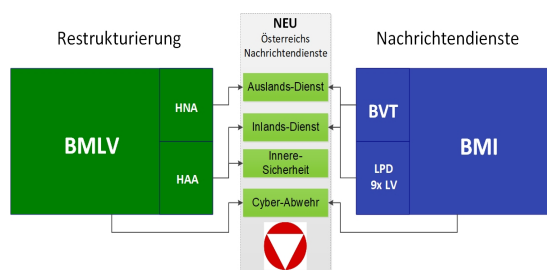 Restrukturierung
NEU
Österreichs
Nachrichtendienste
Nachrichtendienste
BMLV
HNA
HAA
Auslands-Dienst
Inlands-Dienst
Innere-
Sicherheit
Cyber-Abwehr
BVT
LPD
9x LV
BMI